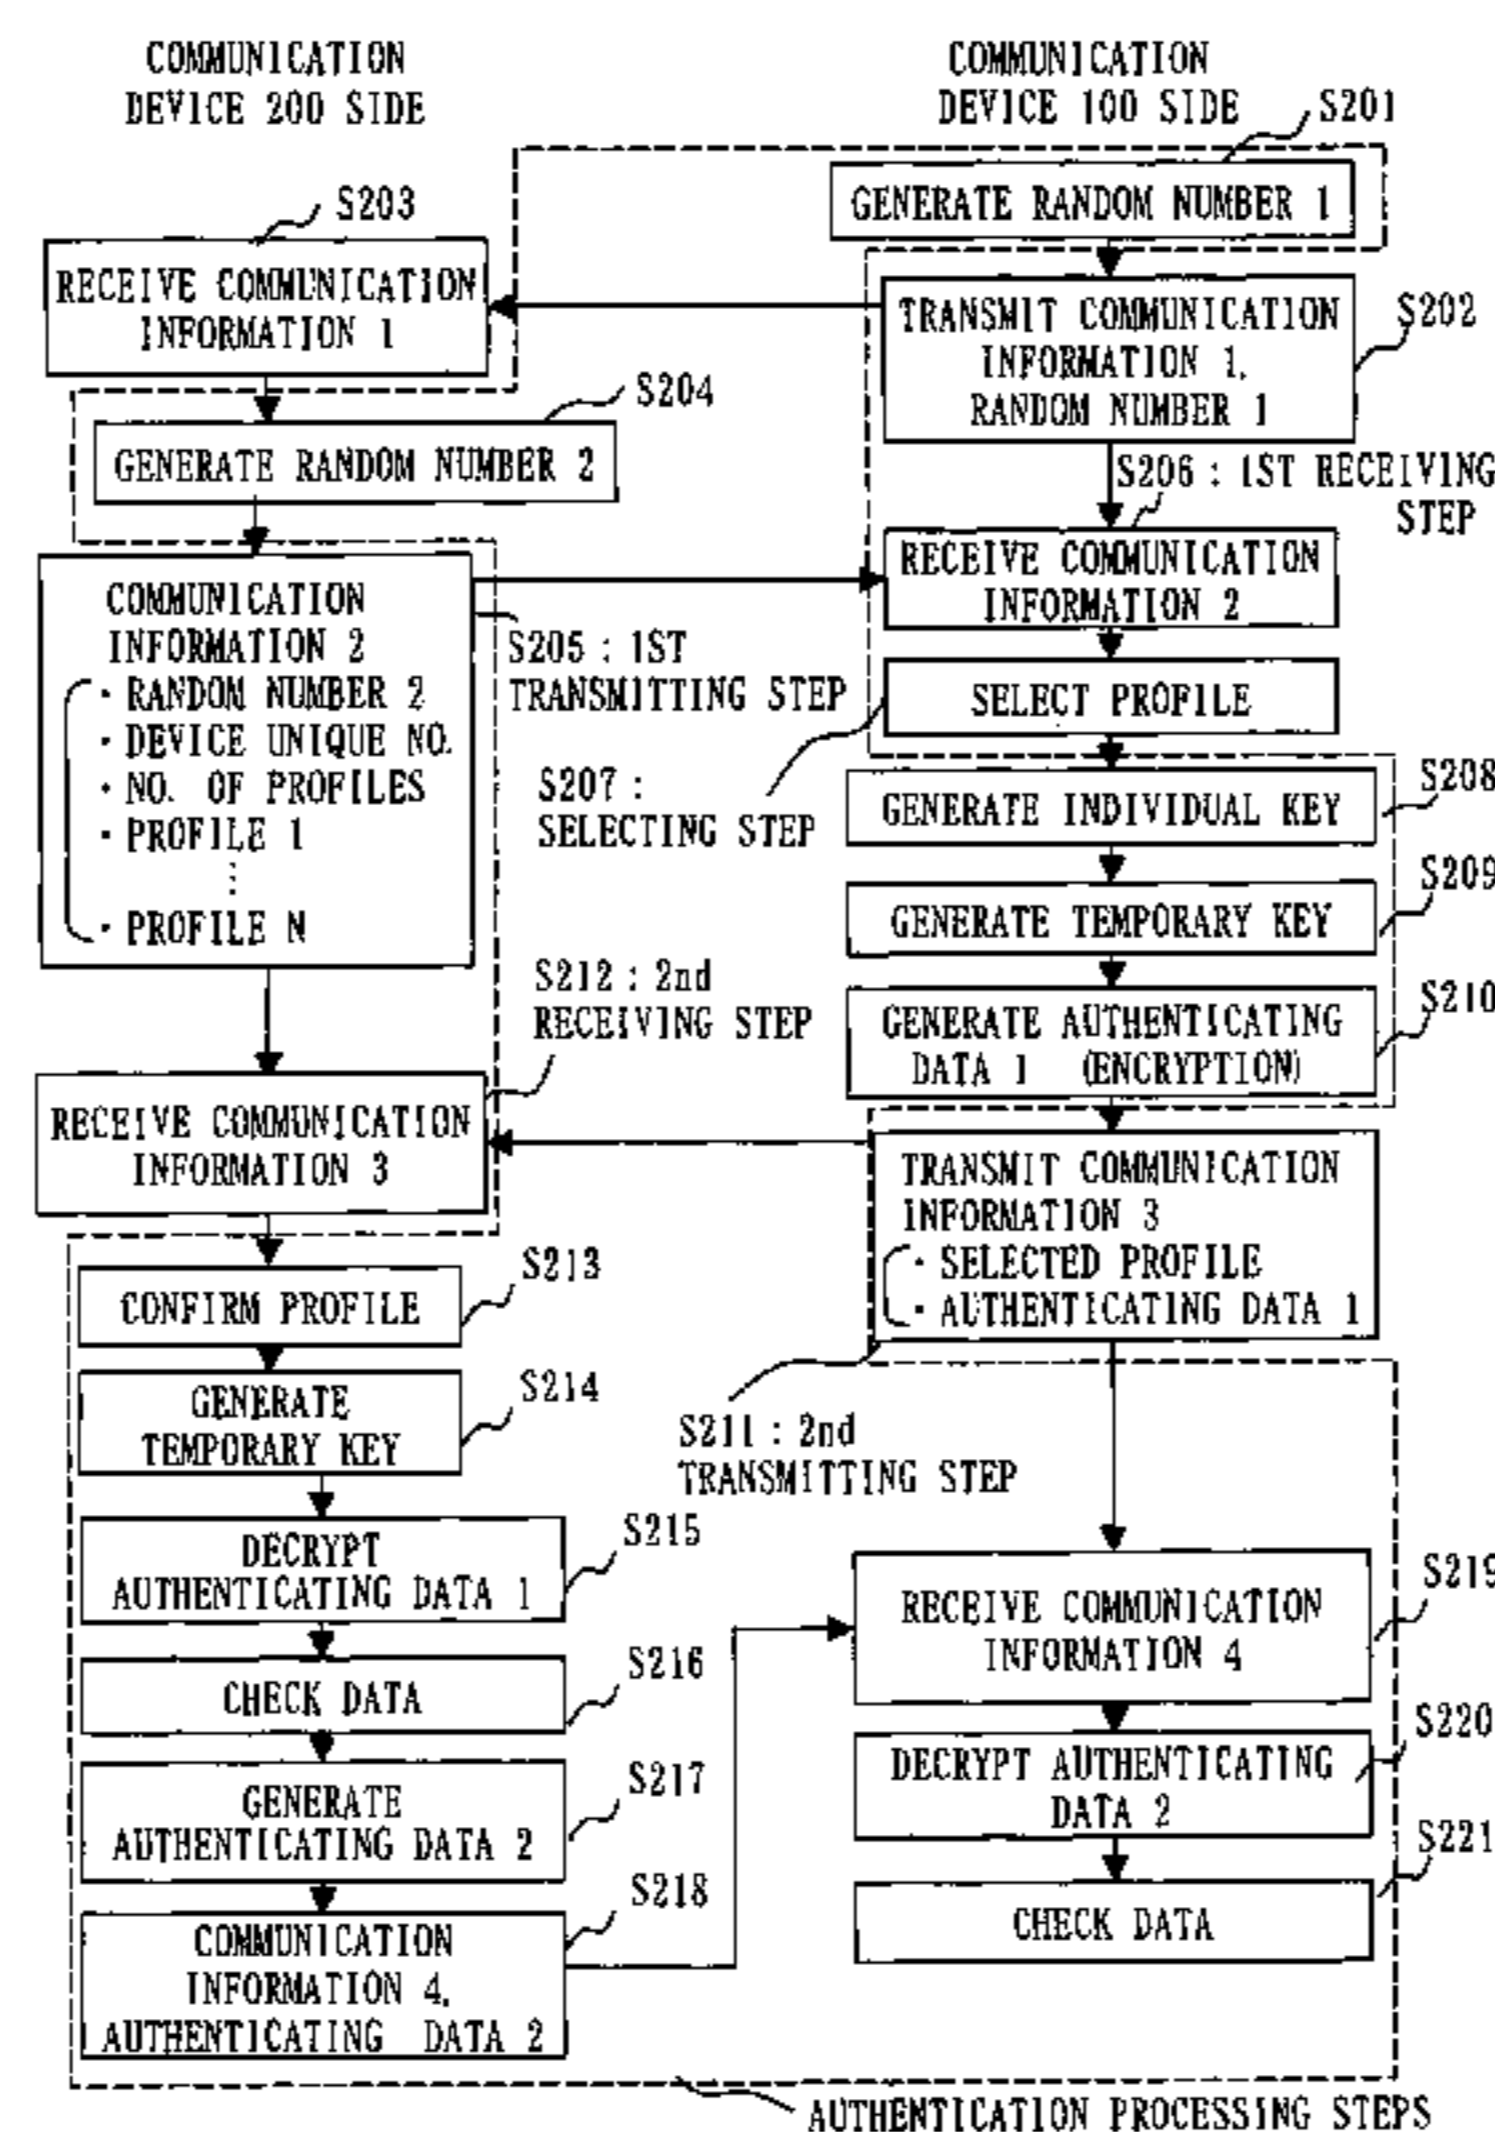 COMMUNICATION
DEVICE 200 SIDE
COMMUNICATION
DEVICE 100 SIDE
S201
GENERATE RANDOM NUMBER 1
S203
RECEIVE COMMUNICATION
INFORMATION 1
TRANSMIT COMMUNICATION
INFORMATION 1,
RANDOM NUMBER 1
S202
S204
GENERATE RANDOM NUMBER 2
S206 : 1ST RECEIVING
STEP
RECEIVE COMMUNICATION
INFORMATION 2
COMMUNICATION
INFORMATION 2
· RANDOM NUMBER 2
· DEVICE UNIQUE NO.
· NO. OF PROFILES
· PROFILE 1
⋮
· PROFILE N
S205 : 1ST
TRANSMITTING STEP
SELECT PROFILE
S207 :
SELECTING STEP
S208
GENERATE INDIVIDUAL KEY
S209
GENERATE TEMPORARY KEY
S210
GENERATE AUTHENTICATING
DATA 1 (ENCRYPTION)
S212 : 2nd
RECEIVING STEP
RECEIVE COMMUNICATION
INFORMATION 3
TRANSMIT COMMUNICATION
INFORMATION 3
· SELECTED PROFILE
· AUTHENTICATING DATA 1
S213
CONFIRM PROFILE
S214
GENERATE
TEMPORARY KEY
S211 : 2nd
TRANSMITTING STEP
S215
DECRYPT
AUTHENTICATING DATA 1
S219
RECEIVE COMMUNICATION
INFORMATION 4
S216
CHECK DATA
S220
DECRYPT AUTHENTICATING
DATA 2
S217
GENERATE
AUTHENTICATING DATA 2
S221
CHECK DATA
S218
COMMUNICATION
INFORMATION 4,
AUTHENTICATING DATA 2
AUTHENTICATION PROCESSING STEPS